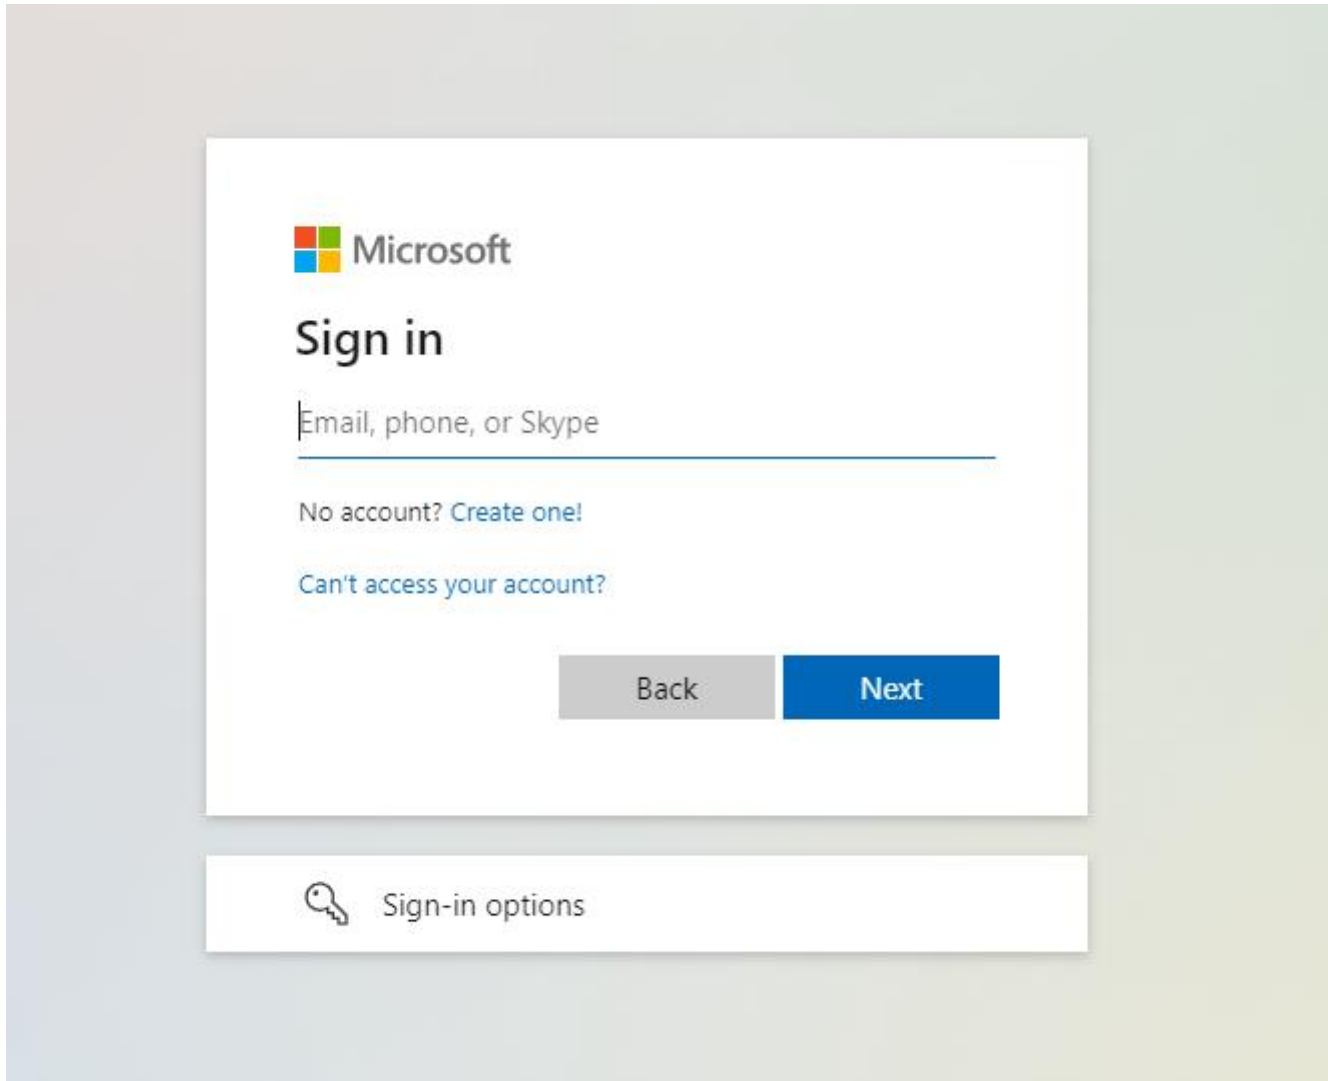 Microsoft
Sign in
Email, phone, or Skype
No account? Create one!
Can't access your account?
Back Next
Sign-in options